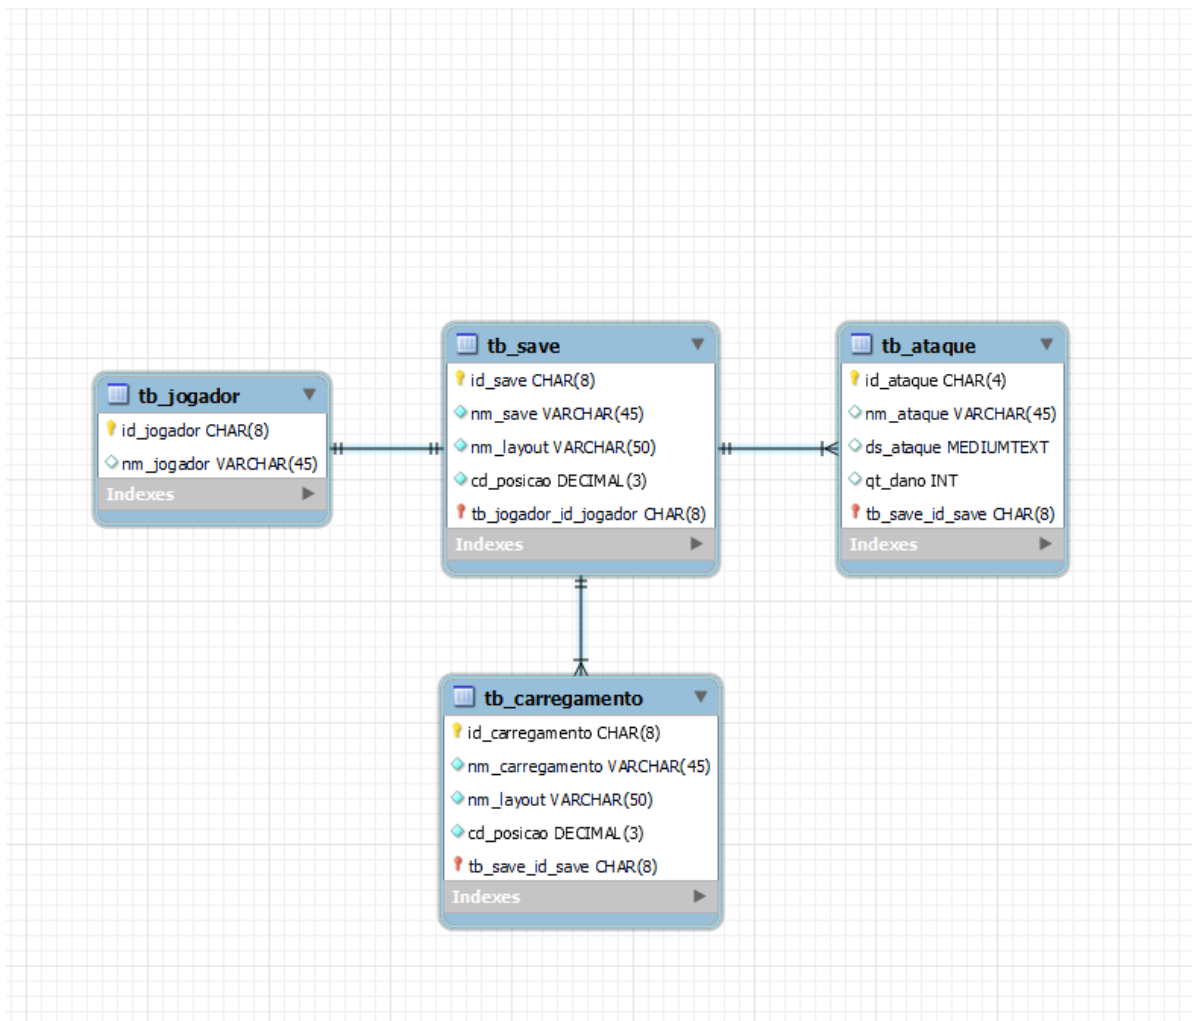 tb_jogador
id_jogador CHAR(8)
nm_jogador VARCHAR(45)
Indexes
tb_save
id_save CHAR(8)
nm_save VARCHAR(45)
nm_layout VARCHAR(50)
cd_posicao DECIMAL(3)
tb_jogador_id_jogador CHAR(8)
Indexes
tb_ataque
id_ataque CHAR(4)
nm_ataque VARCHAR(45)
ds_ataque MEDIUMTEXT
qt_dano INT
tb_save_id_save CHAR(8)
Indexes
tb_carregamento
id_carregamento CHAR(8)
nm_carregamento VARCHAR(45)
nm_layout VARCHAR(50)
cd_posicao DECIMAL(3)
tb_save_id_save CHAR(8)
Indexes